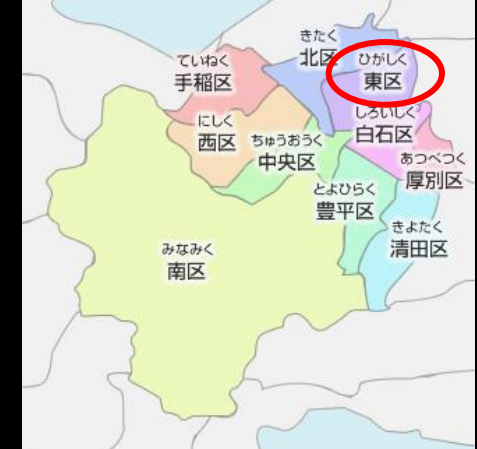 きたく
北区
ひがしく
東区
ていねく
手稲区
しろいしく
白石区
にしく
西区
ちゅうおうく
中央区
あつべつく
厚別区
とよひらく
豊平区
きよたく
清田区
みなみく
南区